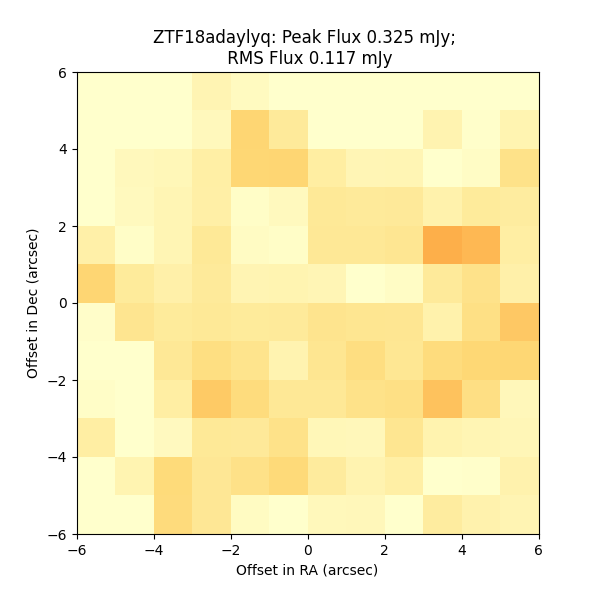 ZTF18adaylyq: Peak Flux 0.325 mJy;
RMS Flux 0.117 mJy
6
4
2
0
−2
−4
−6
Offset in Dec (arcsec)
−6 −4 −2 0 2 4 6
Offset in RA (arcsec)